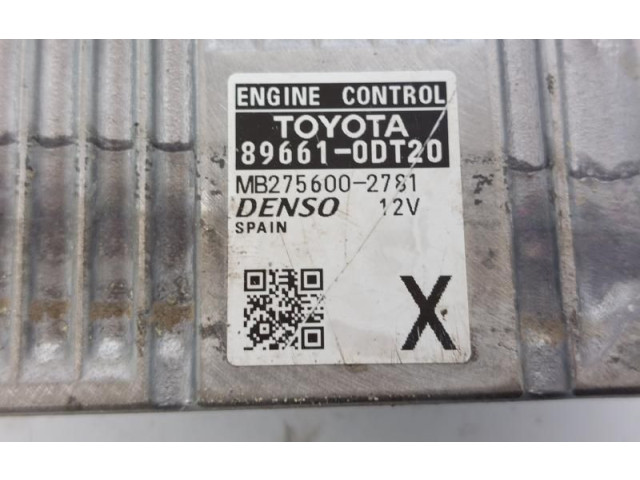 ENGINE CONTROL
TOYOTA
89661-0DT20
MB275600-2781
DENSO 12V
SPAIN
X